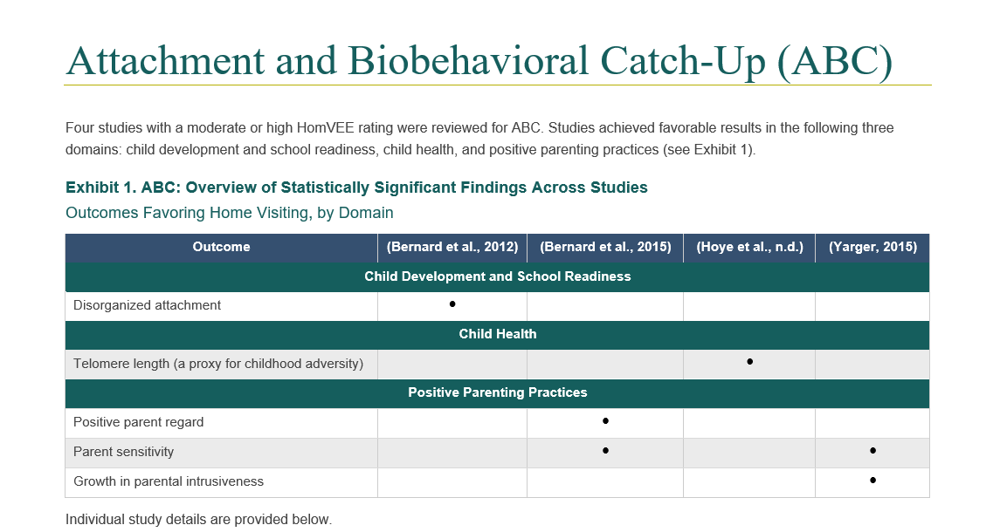 Attachment and Biobehavioral Catch-Up (ABC)
Four studies with a moderate or high HomVEE rating were reviewed for ABC. Studies achieved favorable results in the following three
domains: child development and school readiness, child health, and positive parenting practices (see Exhibit 1).
Exhibit 1. ABC: Overview of Statistically Significant Findings Across Studies
Outcomes Favoring Home Visiting, by Domain
Outcome (Bernard et al., 2012) (Bernard et al., 2015) (Hoye et al., n.d.) (Yarger, 2015)
Child Development and School Readiness
Disorganized attachment •
Child Health
Telomere length (a proxy for childhood adversity) •
Positive Parenting Practices
Positive parent regard •
Parent sensitivity • •
Growth in parental intrusiveness •
Individual study details are provided below.